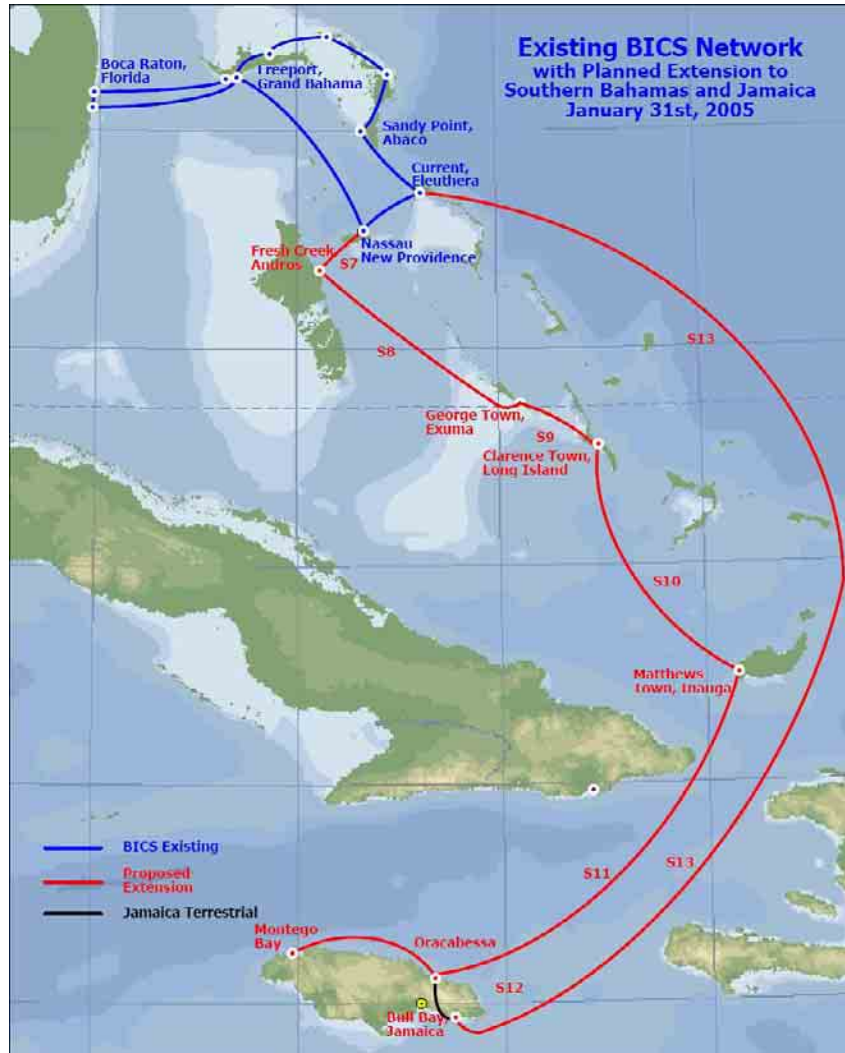 Existing BICS Network
with Planned Extension to
Southern Bahamas and Jamaica
January 31st, 2005
Boca Raton,
Florida
Freeport,
Grand Bahama
Sandy Point,
Abaco
Current,
Eleuthera
Nassau
New Providence
Fresh Creek,
Andros
S7
S8
S13
George Town,
Exuma
S9
Clarence Town,
Long Island
S10
Matthews
Town, Inauga
BICS Existing
Proposed
Extension
Jamaica Terrestrial
S11
S13
Montego
Bay
Oracabessa
S12
Bull Bay,
Jamaica